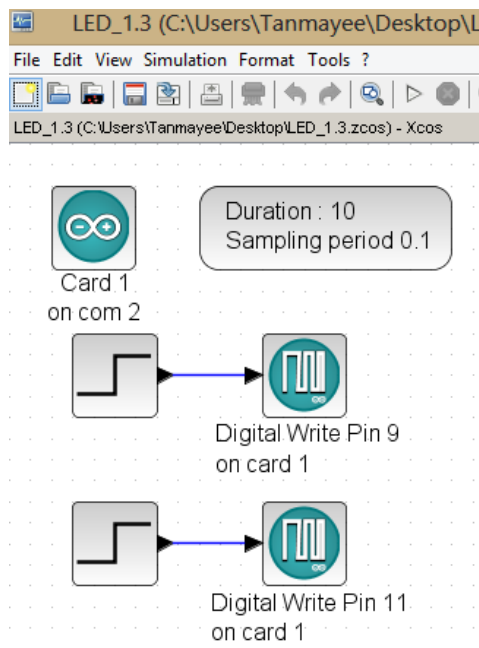 LED_1.3 (C:\Users\Tanmayee\Desktop\L
File Edit View Simulation Format Tools ?
LED_1.3 (C:\Users\Tanmayee\Desktop\LED_1.3.zcos) - Xcos
Duration : 10
Sampling period 0.1
Card 1
on com 2
Digital Write Pin 9
on card 1
Digital Write Pin 11
on card 1